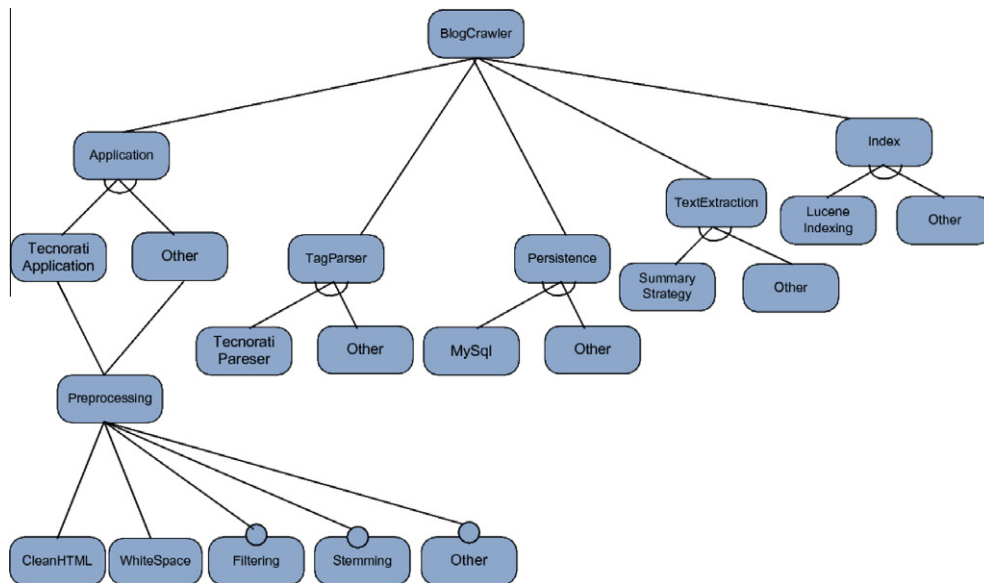 BlogCrawler
Application
Index
TextExtraction
Lucene
Indexing
Other
Tecnorati
Application
Other
TagParser
Persistence
Summary
Strategy
Other
Tecnorati
Pareser
Other
MySql
Other
Preprocessing
CleanHTML
WhiteSpace
Filtering
Stemming
Other